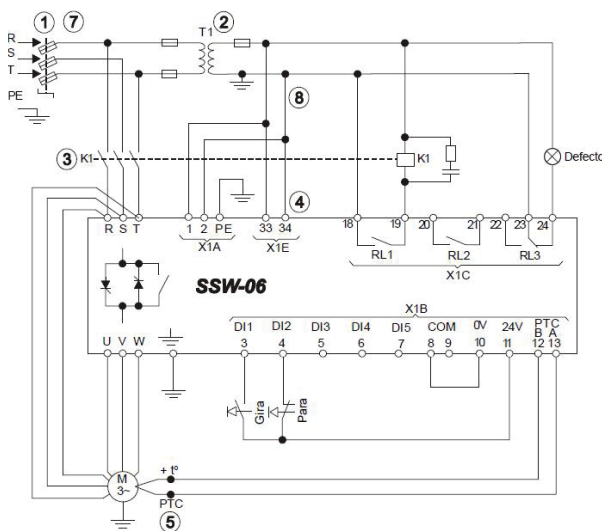 1 7 T1 2
R
S
T
PE
8
3 K1 K1 Defecto
4
R S T 1 2 PE 33 34 18 19 20 21 22 23 24
X1A X1E RL1 RL2 RL3
X1C
SSW-06
X1B
DI1 DI2 DI3 DI4 DI5 COM 0V 24V PTC
B A
U V W 3 4 5 6 7 8 9 10 11 12 13
Gira Para
M
3~
+ tº
PTC
5